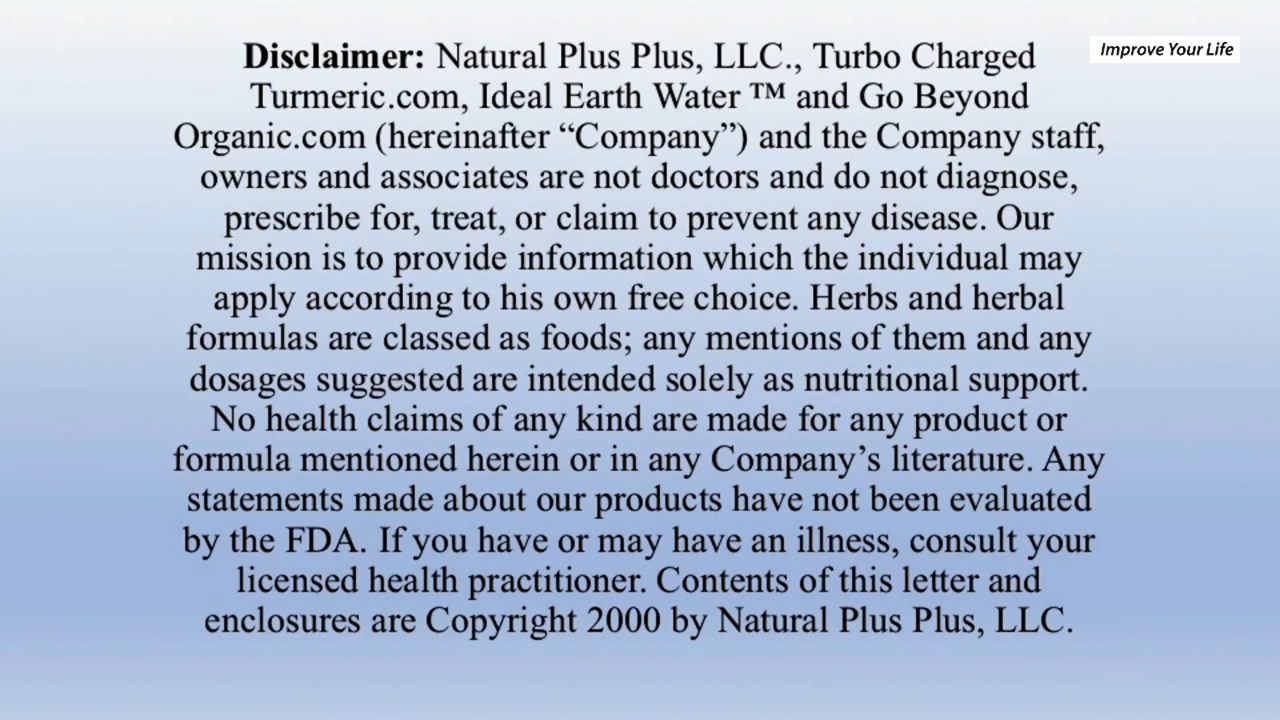 Improve Your Life
Disclaimer: Natural Plus Plus, LLC., Turbo Charged
Turmeric.com, Ideal Earth Water ™ and Go Beyond
Organic.com (hereinafter “Company”) and the Company staff,
owners and associates are not doctors and do not diagnose,
prescribe for, treat, or claim to prevent any disease. Our
mission is to provide information which the individual may
apply according to his own free choice. Herbs and herbal
formulas are classed as foods; any mentions of them and any
dosages suggested are intended solely as nutritional support.
No health claims of any kind are made for any product or
formula mentioned herein or in any Company’s literature. Any
statements made about our products have not been evaluated
by the FDA. If you have or may have an illness, consult your
licensed health practitioner. Contents of this letter and
enclosures are Copyright 2000 by Natural Plus Plus, LLC.